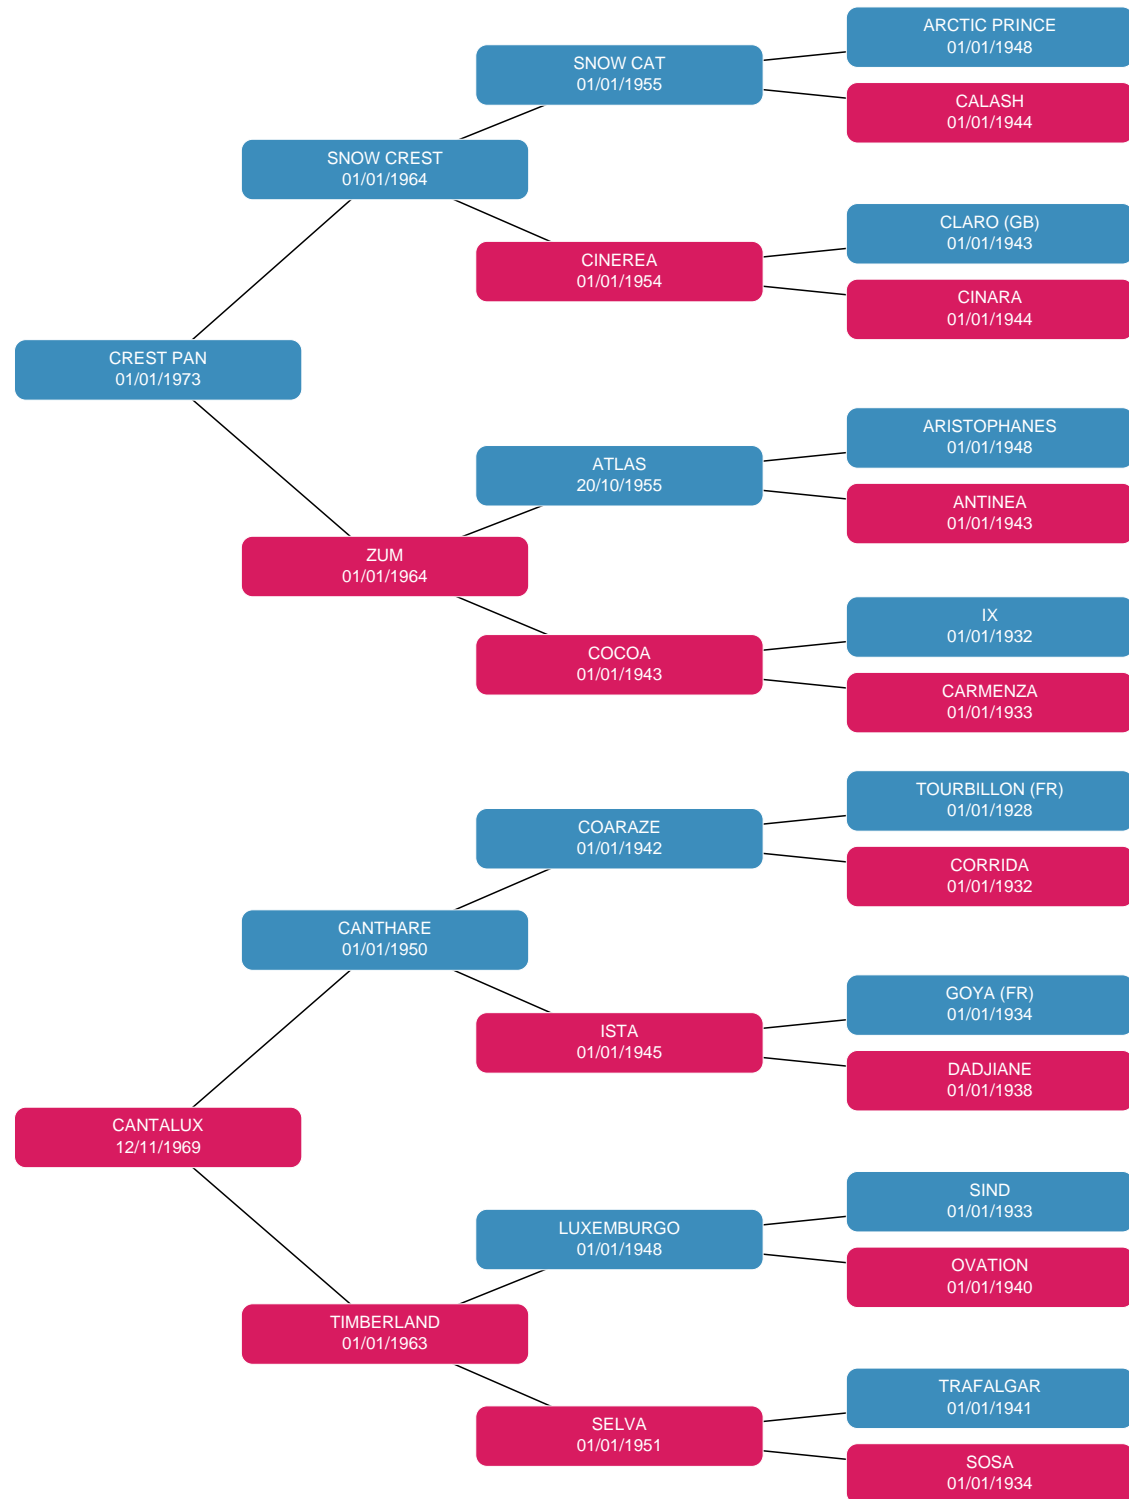 ARCTIC PRINCE
01/01/1948
SNOW CAT
01/01/1955
CALASH
01/01/1944
SNOW CREST
01/01/1964
CLARO (GB)
01/01/1943
CINEREA
01/01/1954
CINARA
01/01/1944
CREST PAN
01/01/1973
ARISTOPHANES
01/01/1948
ATLAS
20/10/1955
ANTINEA
01/01/1943
ZUM
01/01/1964
IX
01/01/1932
COCOA
01/01/1943
CARMENZA
01/01/1933
TOURBILLON (FR)
01/01/1928
COARAZE
01/01/1942
CORRIDA
01/01/1932
CANTHARE
01/01/1950
GOYA (FR)
01/01/1934
ISTA
01/01/1945
DADJIANE
01/01/1938
CANTALUX
12/11/1969
SIND
01/01/1933
LUXEMBURGO
01/01/1948
OVATION
01/01/1940
TIMBERLAND
01/01/1963
TRAFALGAR
01/01/1941
SELVA
01/01/1951
SOSA
01/01/1934